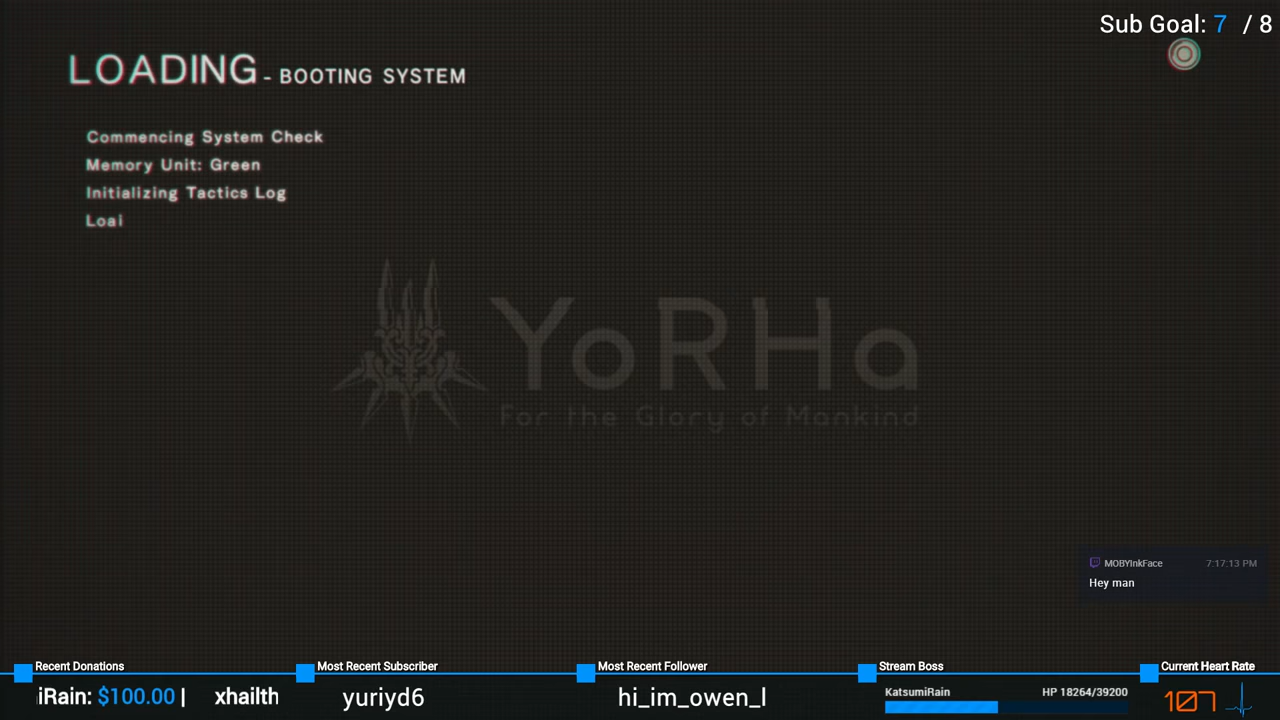 Sub Goal: 7 / 8
LOADING - BOOTING SYSTEM
Commencing System Check
Memory Unit: Green
Initializing Tactics Log
Loai
YoRHa
For the Glory of Mankind
MOBYInkFace 7:17:13 PM
Hey man
Recent Donations
iRain: $100.00 | xhailth
Most Recent Subscriber
yuriyd6
Most Recent Follower
hi_im_owen_l
Stream Boss
KatsumiRain HP 18264/39200
Current Heart Rate
107